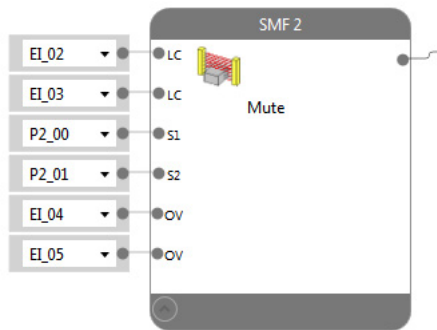 SMF 2
EI_02 LC
EI_03 LC
Mute
P2_00 S1
P2_01 S2
EI_04 OV
EI_05 OV